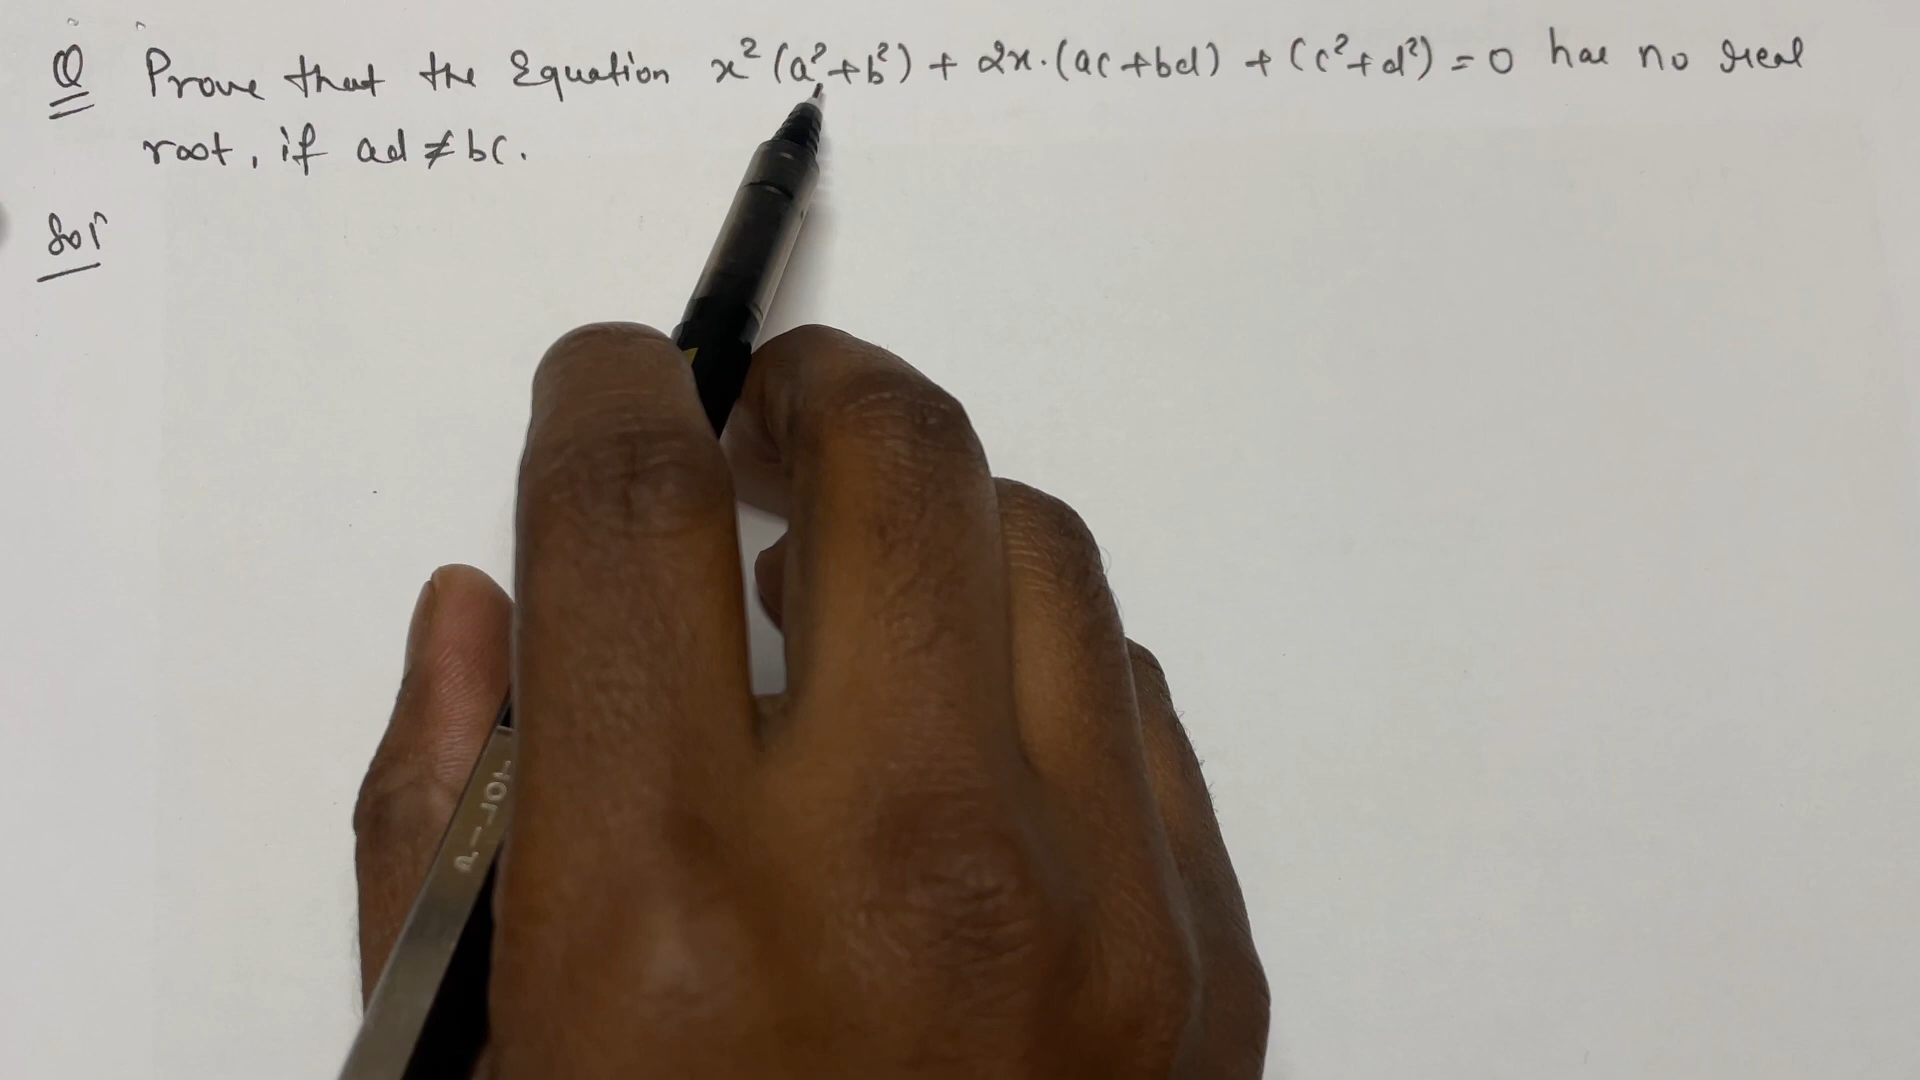 Q Prove that the Equation x²(a²+b²) + 2x.(ac+bd) + (c²+d²) = 0 has no real
root, if ad ≠ bc.
Sol